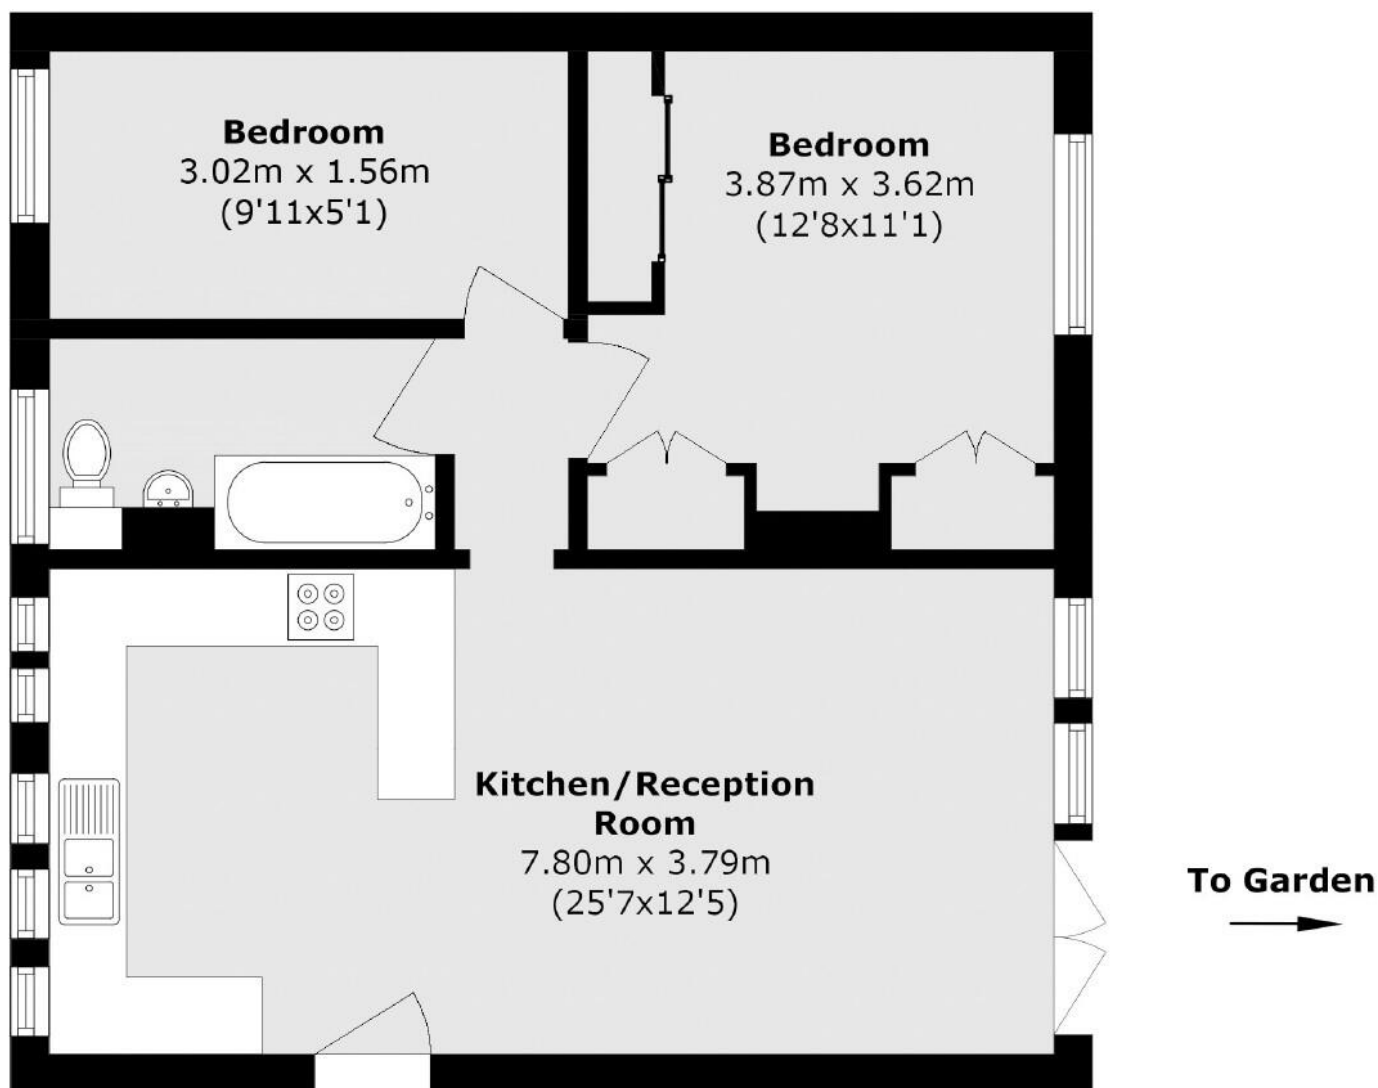 Bedroom
3.02m x 1.56m
(9'11x5'1)
Bedroom
3.87m x 3.62m
(12'8x11'1)
Kitchen/Reception
Room
7.80m x 3.79m
(25'7x12'5)
To Garden